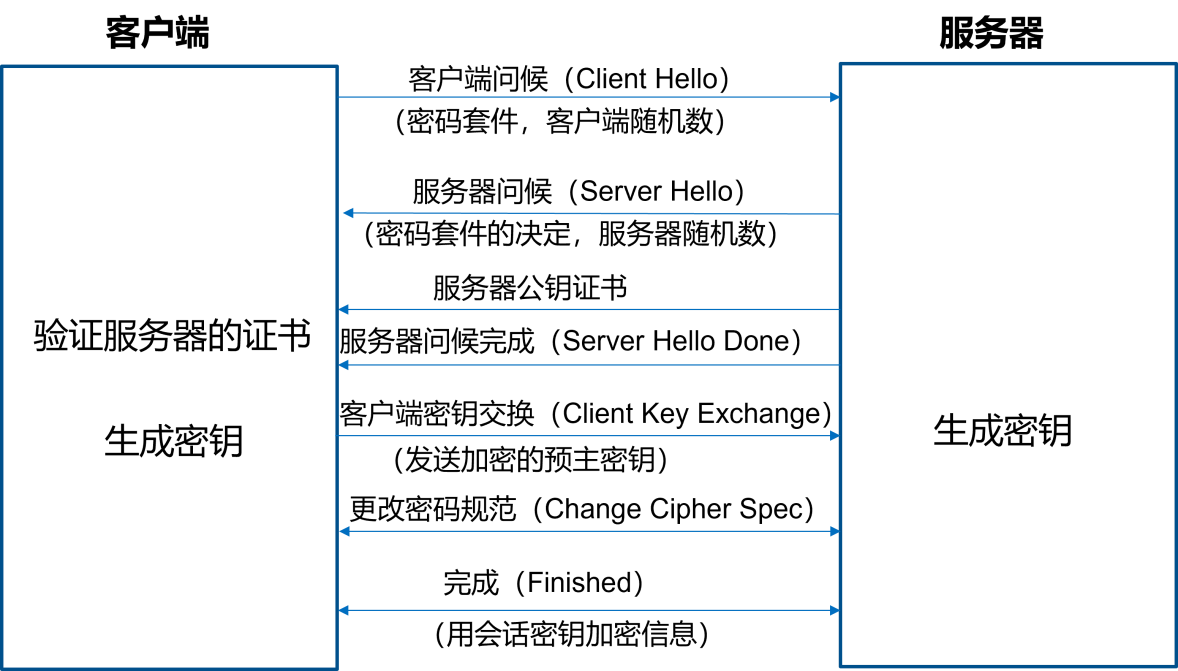 客户端
服务器
客户端问候（Client Hello）
（密码套件，客户端随机数）
服务器问候（Server Hello）
（密码套件的决定，服务器随机数）
服务器公钥证书
验证服务器的证书
服务器问候完成（Server Hello Done）
客户端密钥交换（Client Key Exchange）
生成密钥
生成密钥
（发送加密的预主密钥）
更改密码规范（Change Cipher Spec）
完成（Finished）
（用会话密钥加密信息）